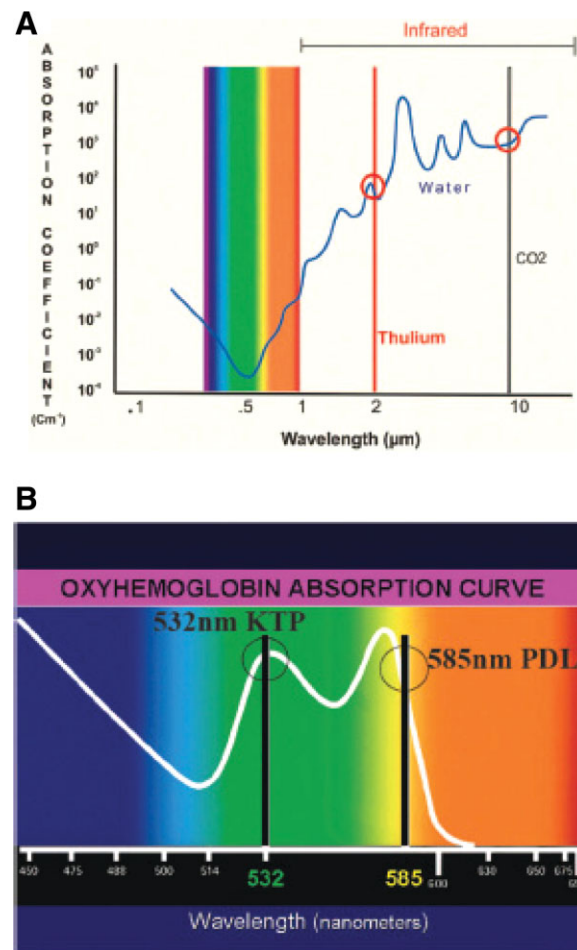 A
Infrared
ABSORPTION COEFFICIENT
(Cm⁻¹)
10⁵
10⁴
10³
10²
10¹
10⁰
10⁻¹
10⁻²
10⁻³
10⁻⁴
Water
CO2
Thulium
.1 .5 1 2 10
Wavelength (µm)
B
OXYHEMOGLOBIN ABSORPTION CURVE
532nm KTP
585nm PDL
450 475 488 500 514 532 585 600 630 650 675
Wavelength (nanometers)